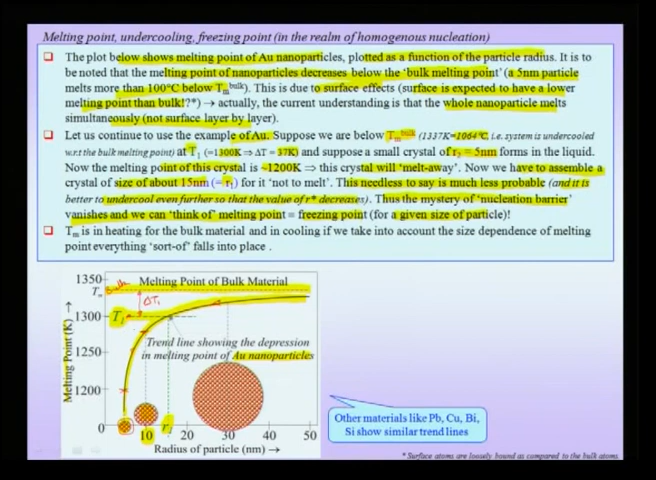 Melting point, undercooling, freezing point (in the realm of homogenous nucleation)
The plot below shows melting point of Au nanoparticles, plotted as a function of the particle radius. It is to
be noted that the melting point of nanoparticles decreases below the 'bulk melting point' (a 5nm particle
melts more than 100°C below Tm^bulk). This is due to surface effects (surface is expected to have a lower
melting point than bulk!?*) → actually, the current understanding is that the whole nanoparticle melts
simultaneously (not surface layer by layer).
Let us continue to use the example of Au. Suppose we are below Tm^bulk (1337K=1064°C, i.e. system is undercooled
w.r.t the bulk melting point) at T1 (=1300K ⇒ ΔT = 37K) and suppose a small crystal of r2 = 5nm forms in the liquid.
Now the melting point of this crystal is ~1200K ⇒ this crystal will 'melt-away'. Now we have to assemble a
crystal of size of about 15nm (= r1) for it 'not to melt'. This needless to say is much less probable (and it is
better to undercool even further so that the value of r* decreases). Thus the mystery of 'nucleation barrier'
vanishes and we can 'think of' melting point = freezing point (for a given size of particle)!
Tm is in heating for the bulk material and in cooling if we take into account the size dependence of melting
point everything 'sort-of' falls into place .
1350
Melting Point of Bulk Material
Tm bulk
ΔT1
1300
T1
Trend line showing the depression
in melting point of Au nanoparticles
1250
1200
Melting Point (K) →
0
10
r1
20
30
40
50
Radius of particle (nm) →
Other materials like Pb, Cu, Bi,
Si show similar trend lines
* Surface atoms are loosely bound as compared to the bulk atoms